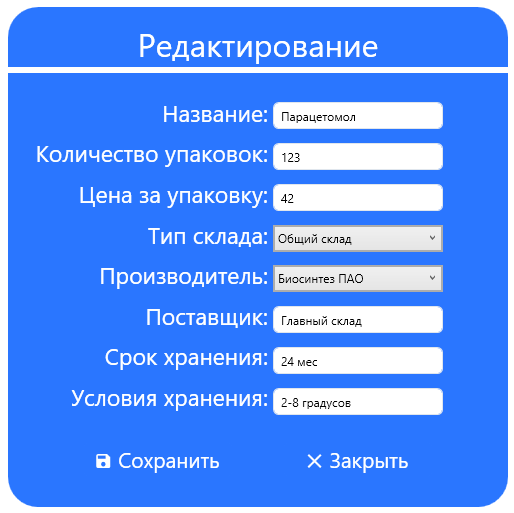 Редактирование
Название: Парацетомол
Количество упаковок: 123
Цена за упаковку: 42
Тип склада: Общий склад
Производитель: Биосинтез ПАО
Поставщик: Главный склад
Срок хранения: 24 мес
Условия хранения: 2-8 градусов
Сохранить Закрыть